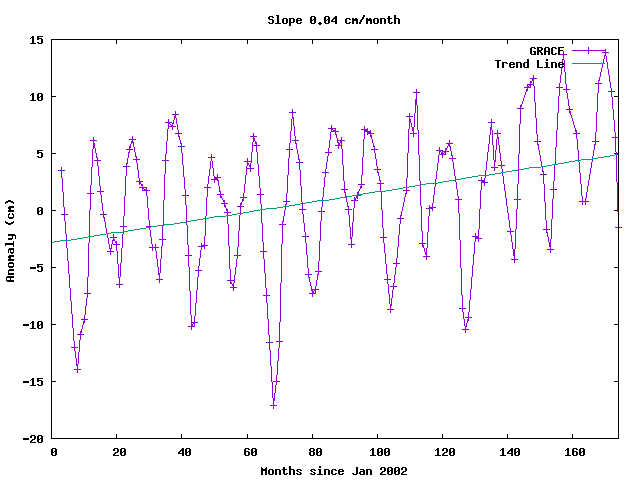 Slope 0.04 cm/month
15
GRACE
Trend Line
10
5
0
-5
-10
-15
-20
Anomaly (cm)
0 20 40 60 80 100 120 140 160
Months since Jan 2002